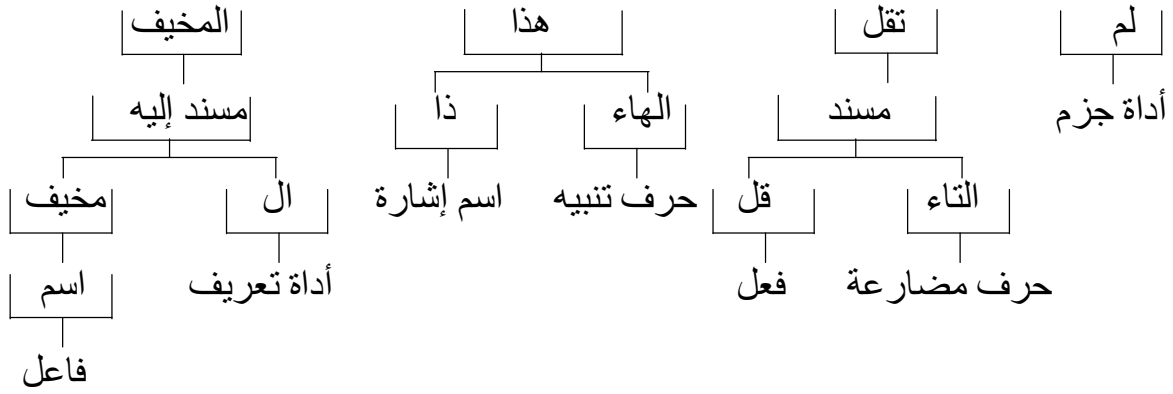 لم تقل هذا المخيف
أداة جزم مسند الهاء ذا مسند إليه
التاء قل حرف تنبيه اسم إشارة ال مخيف
حرف مضارعة فعل أداة تعريف اسم
فاعل